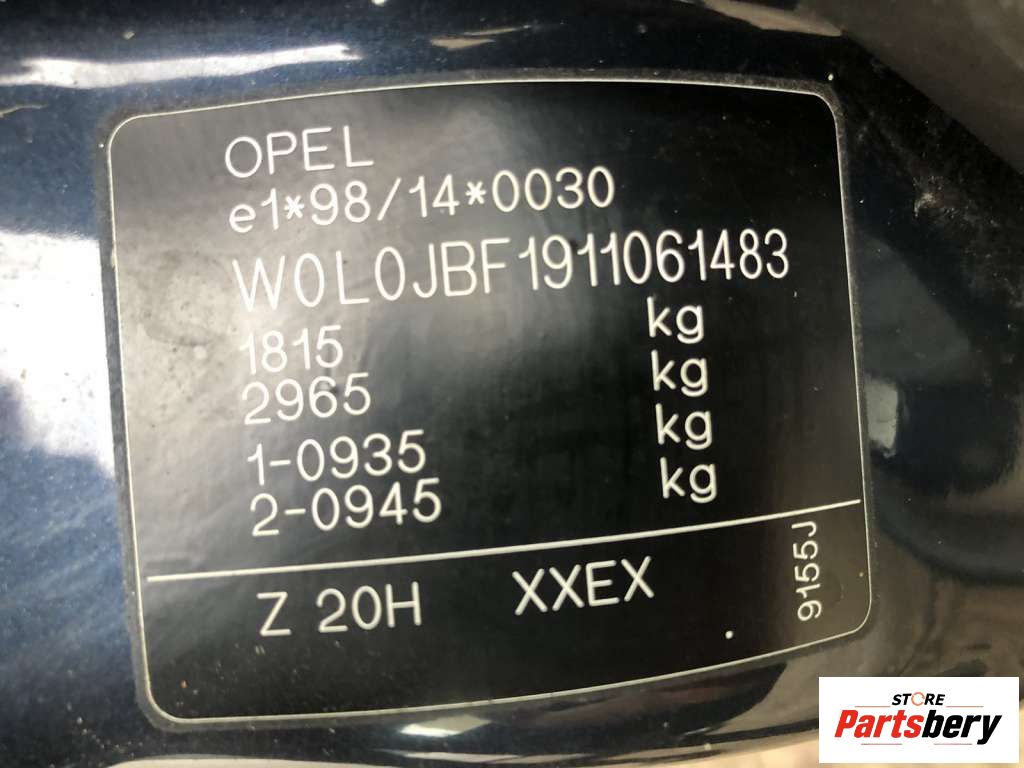 OPEL
e1*98/14*0030
W0L0JBF1911061483
1815 kg
2965 kg
1-0935 kg
2-0945 kg
Z 20H XXEX
9155J
STORE
Partsbery